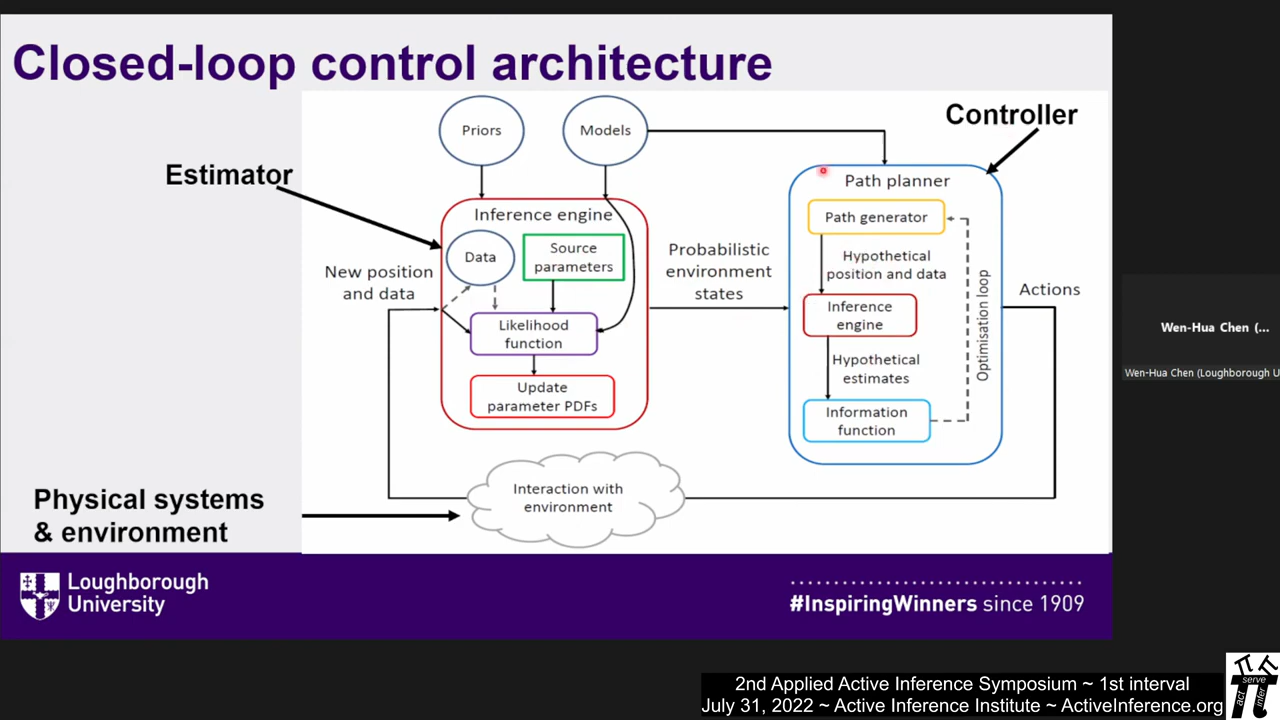 Closed-loop control architecture
Priors
Models
Controller
Estimator
Path planner
Inference engine
Path generator
Data
Source
parameters
Probabilistic
environment
states
Hypothetical
position and data
New position
and data
Optimisation loop
Actions
Inference
engine
Likelihood
function
Hypothetical
estimates
Update
parameter PDFs
Information
function
Physical systems
& environment
Interaction with
environment
Loughborough
University
#InspiringWinners since 1909
Wen-Hua Chen (...
Wen-Hua Chen (Loughborough U
2nd Applied Active Inference Symposium ~ 1st interval
July 31, 2022 ~ Active Inference Institute ~ ActiveInference.org
serve
act
infer